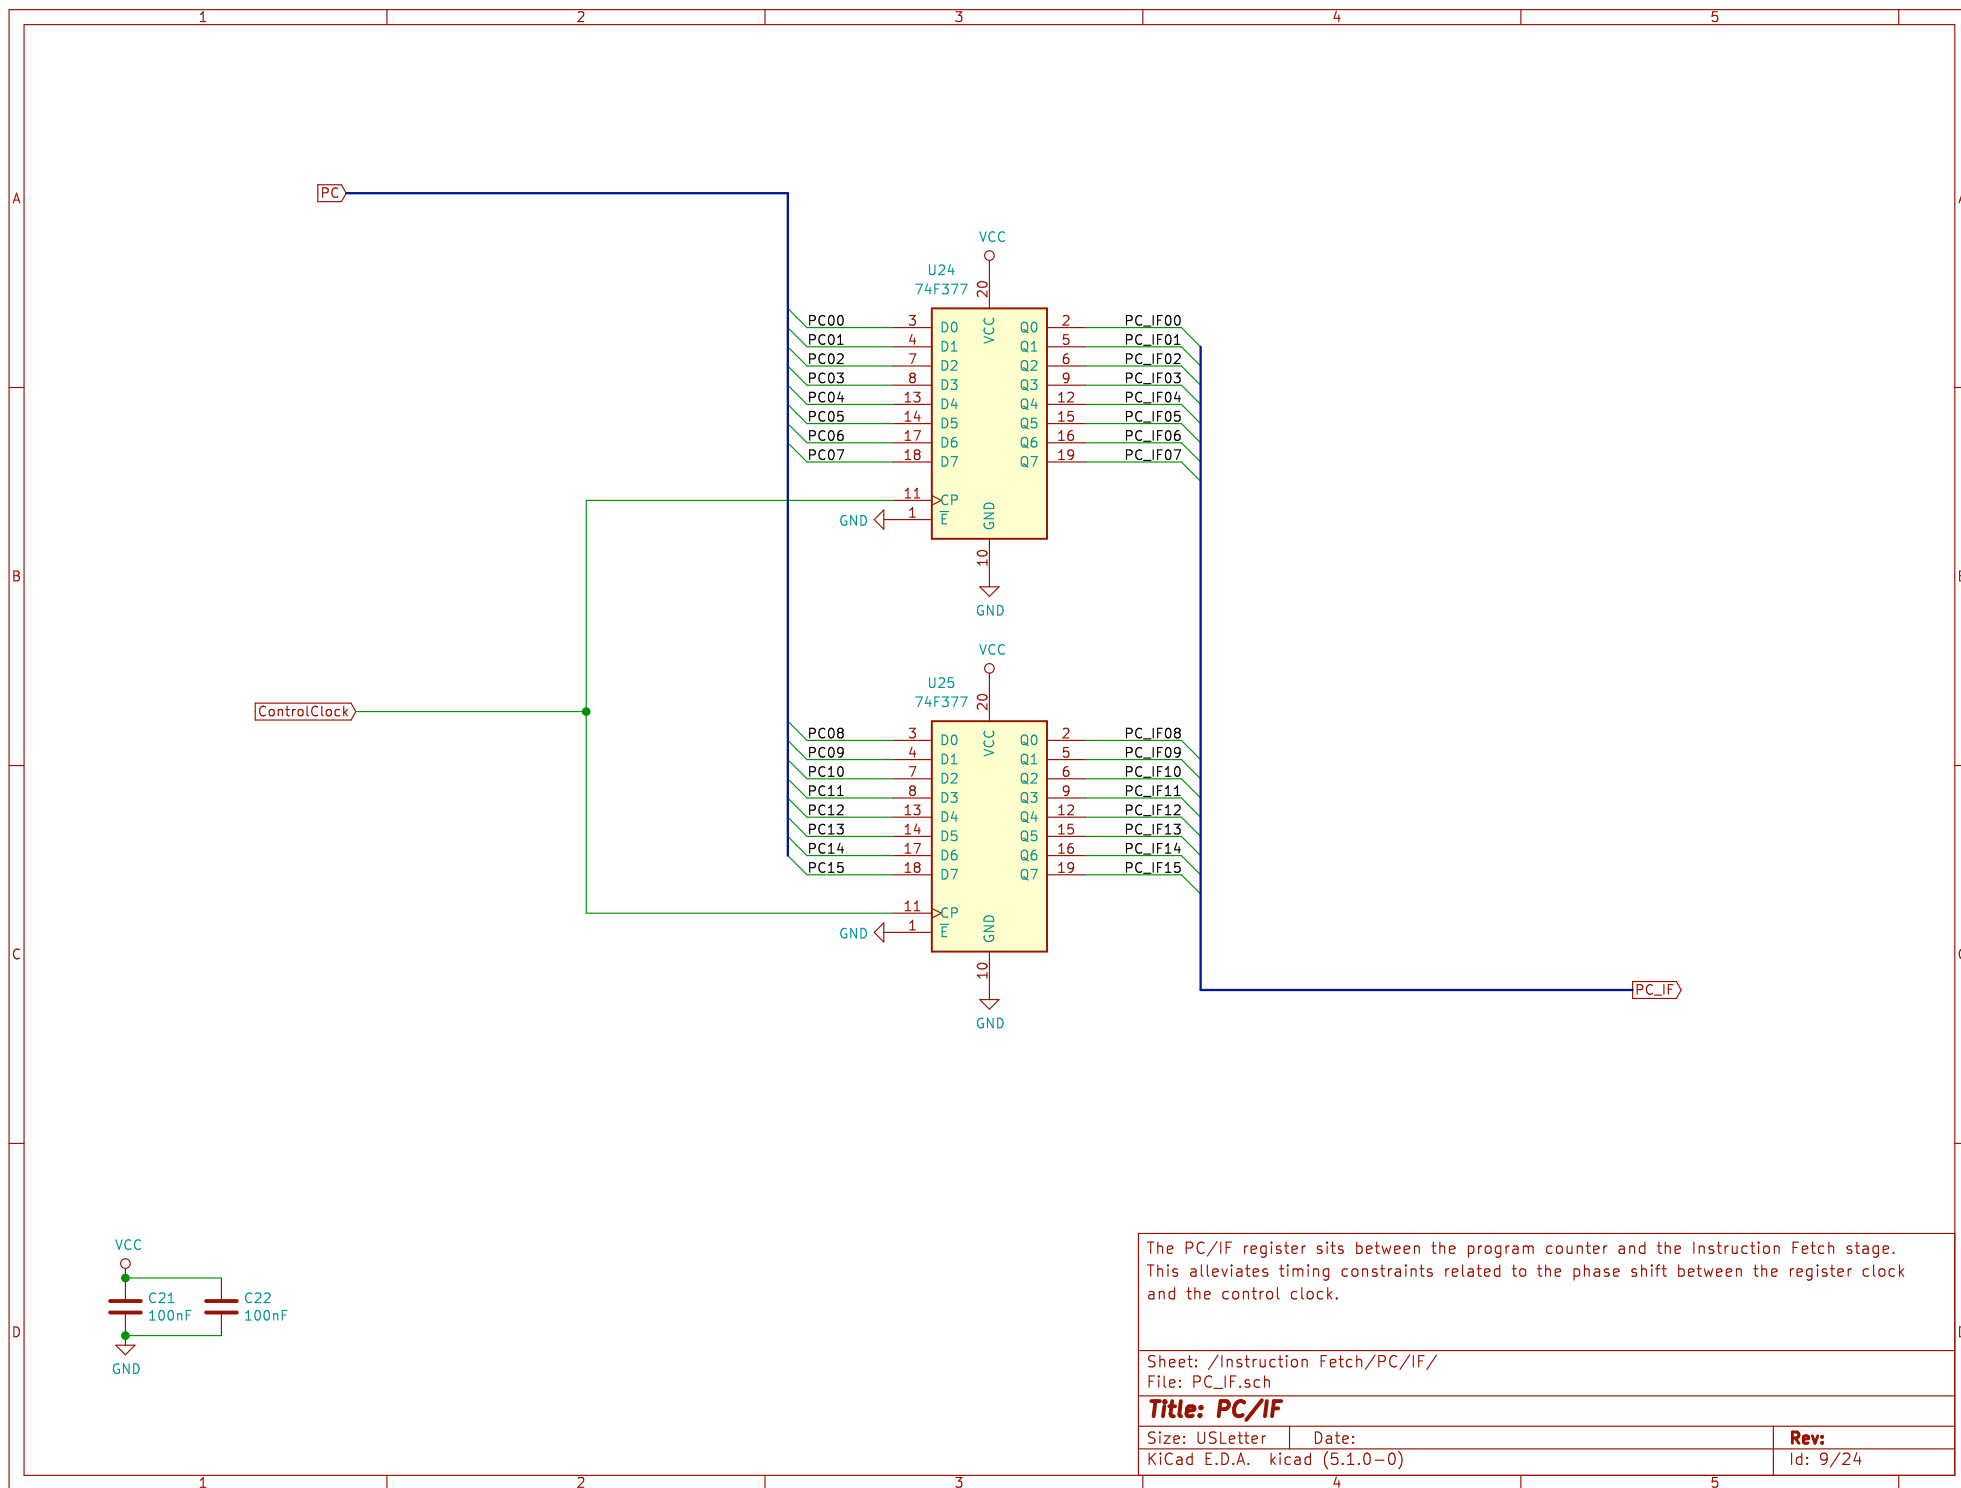 1 2 3 4 5
A
PC
VCC
U24
74F377
20
VCC
PC00 3 D0 Q0 2 PC_IF00
PC01 4 D1 Q1 5 PC_IF01
PC02 7 D2 Q2 6 PC_IF02
PC03 8 D3 Q3 9 PC_IF03
PC04 13 D4 Q4 12 PC_IF04
PC05 14 D5 Q5 15 PC_IF05
PC06 17 D6 Q6 16 PC_IF06
PC07 18 D7 Q7 19 PC_IF07
11 CP
GND 1 E GND
10
B
GND
VCC
U25
74F377
20
ControlClock
VCC
PC08 3 D0 Q0 2 PC_IF08
PC09 4 D1 Q1 5 PC_IF09
PC10 7 D2 Q2 6 PC_IF10
PC11 8 D3 Q3 9 PC_IF11
PC12 13 D4 Q4 12 PC_IF12
PC13 14 D5 Q5 15 PC_IF13
PC14 17 D6 Q6 16 PC_IF14
PC15 18 D7 Q7 19 PC_IF15
11 CP
GND 1 E GND
C
10
PC_IF
GND
VCC
C21 C22
100nF 100nF
D
GND
The PC/IF register sits between the program counter and the Instruction Fetch stage.
This alleviates timing constraints related to the phase shift between the register clock
and the control clock.
Sheet: /Instruction Fetch/PC/IF/
File: PC_IF.sch
Title: PC/IF
Size: USLetter Date: Rev:
KiCad E.D.A. kicad (5.1.0-0) Id: 9/24
1 2 3 4 5